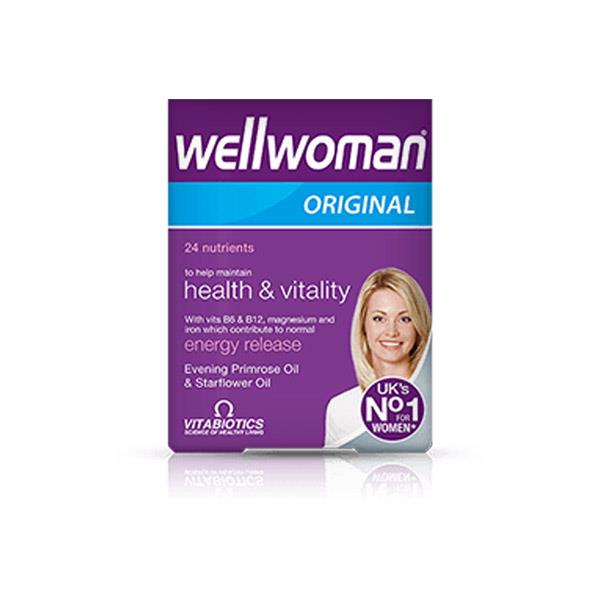 wellwoman®
ORIGINAL
24 nutrients
to help maintain
health & vitality
With vits B6 & B12, magnesium and
iron which contribute to normal
energy release
Evening Primrose Oil
& Starflower Oil
UK's
No1
FOR
WOMEN*
VITABIOTICS
SCIENCE OF HEALTHY LIVING